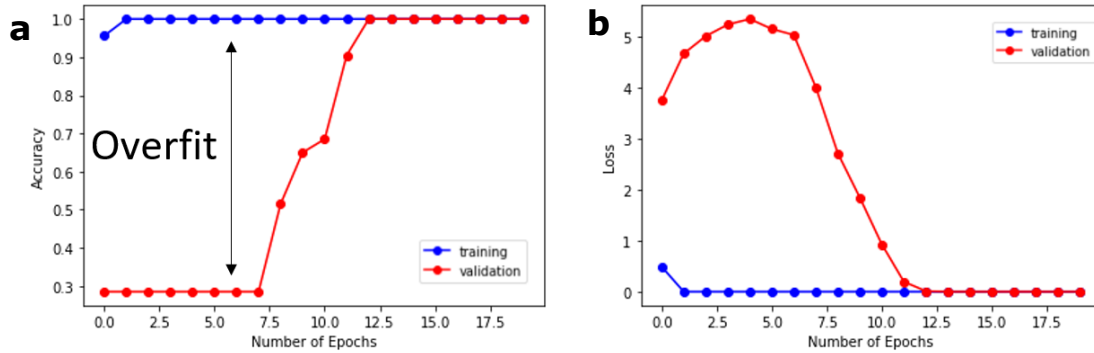 a
1.0
0.9
0.8
0.7
0.6
0.5
0.4
0.3
Accuracy
Overfit
training
validation
0.0 2.5 5.0 7.5 10.0 12.5 15.0 17.5
Number of Epochs
b
5
4
3
2
1
0
Loss
training
validation
0.0 2.5 5.0 7.5 10.0 12.5 15.0 17.5
Number of Epochs